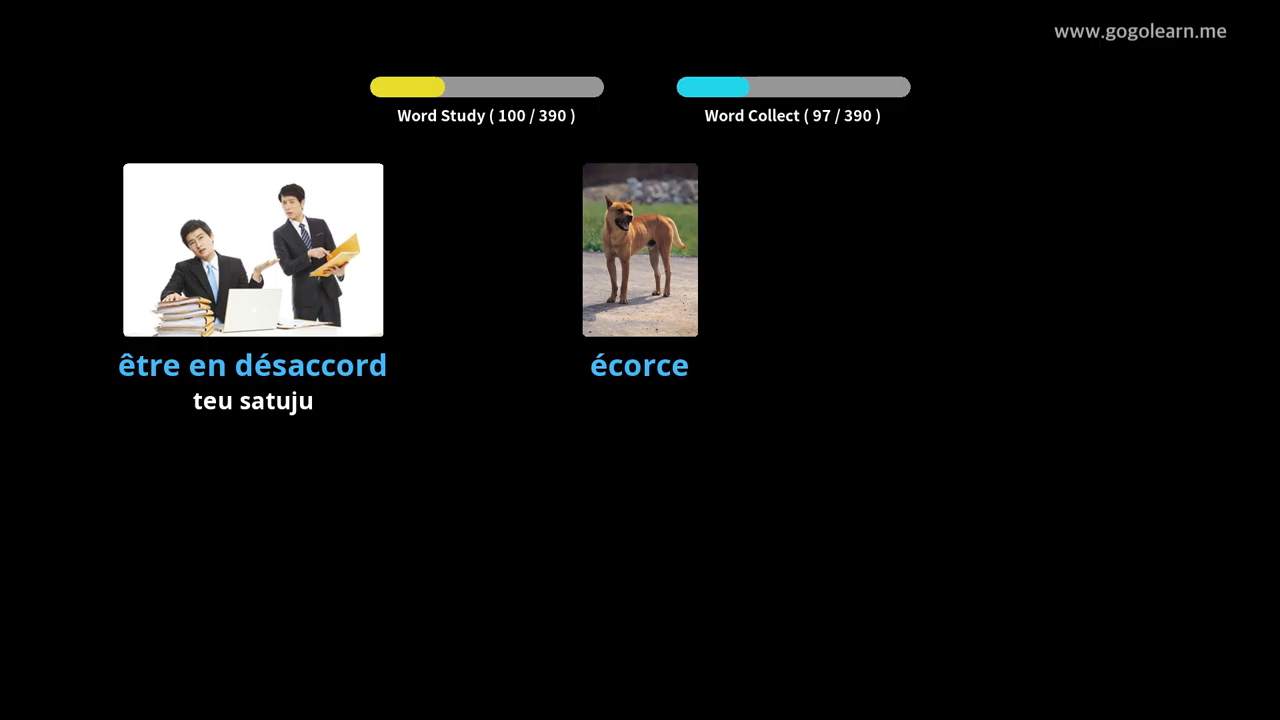 www.gogolearn.me
Word Study ( 100 / 390 )
Word Collect ( 97 / 390 )
être en désaccord
teu satuju
écorce